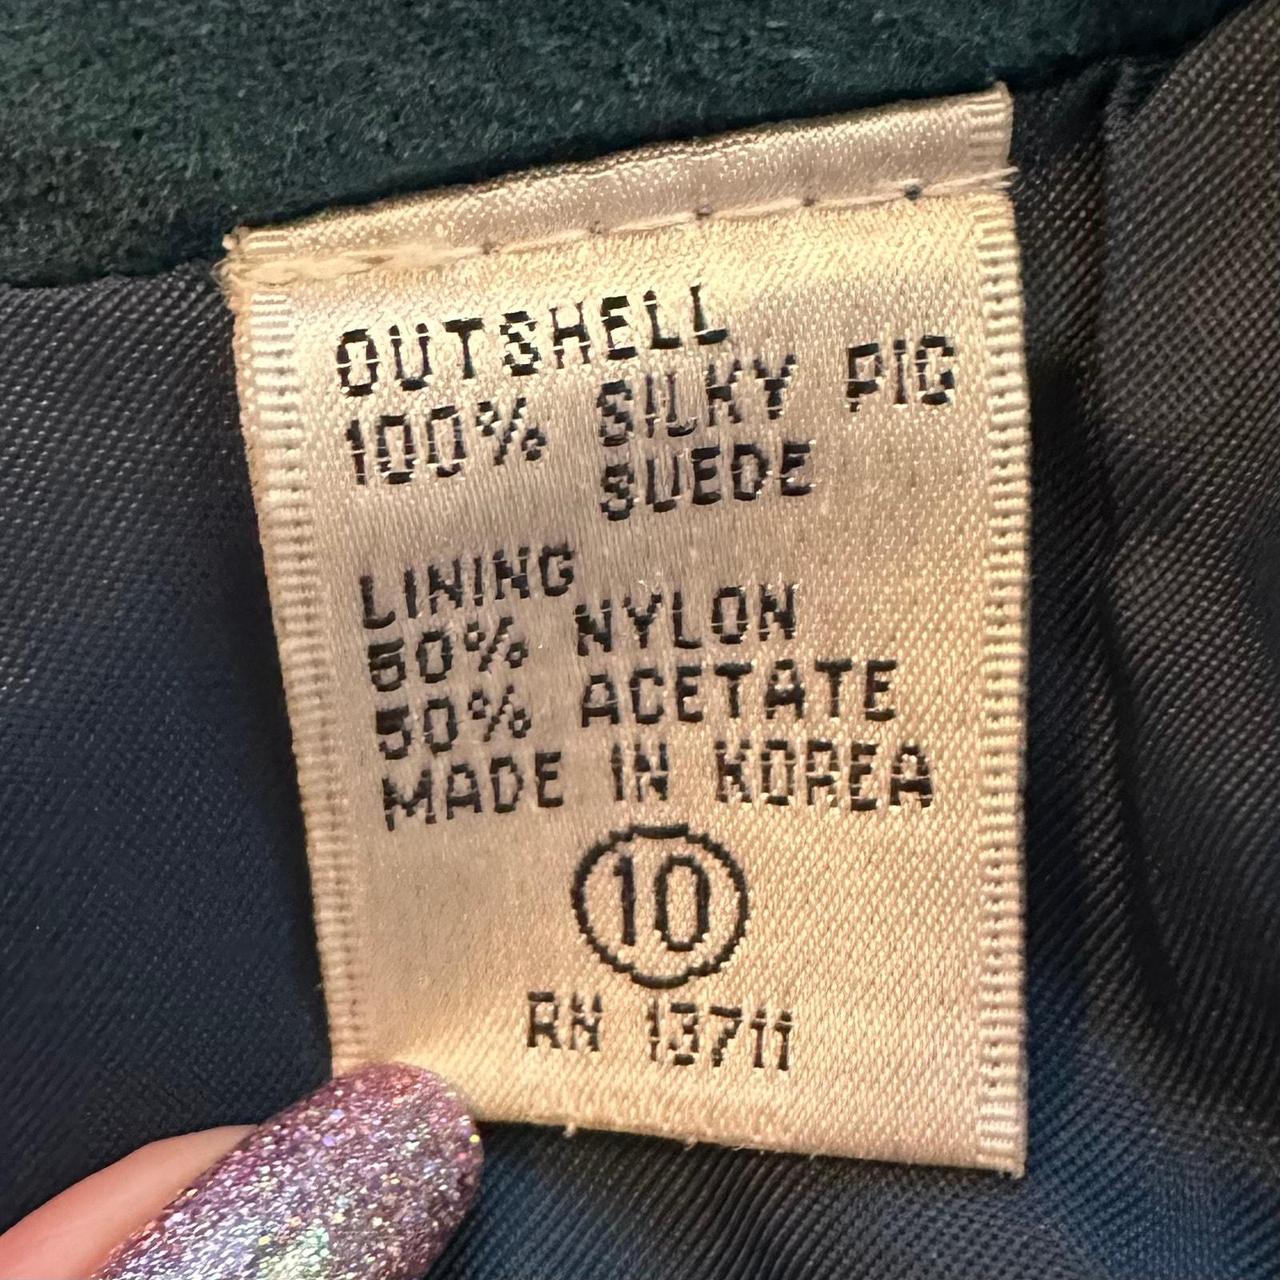 OUTSHELL
100% SILKY PIG
SUEDE
LINING
50% NYLON
50% ACETATE
MADE IN KOREA
10
RN 13711